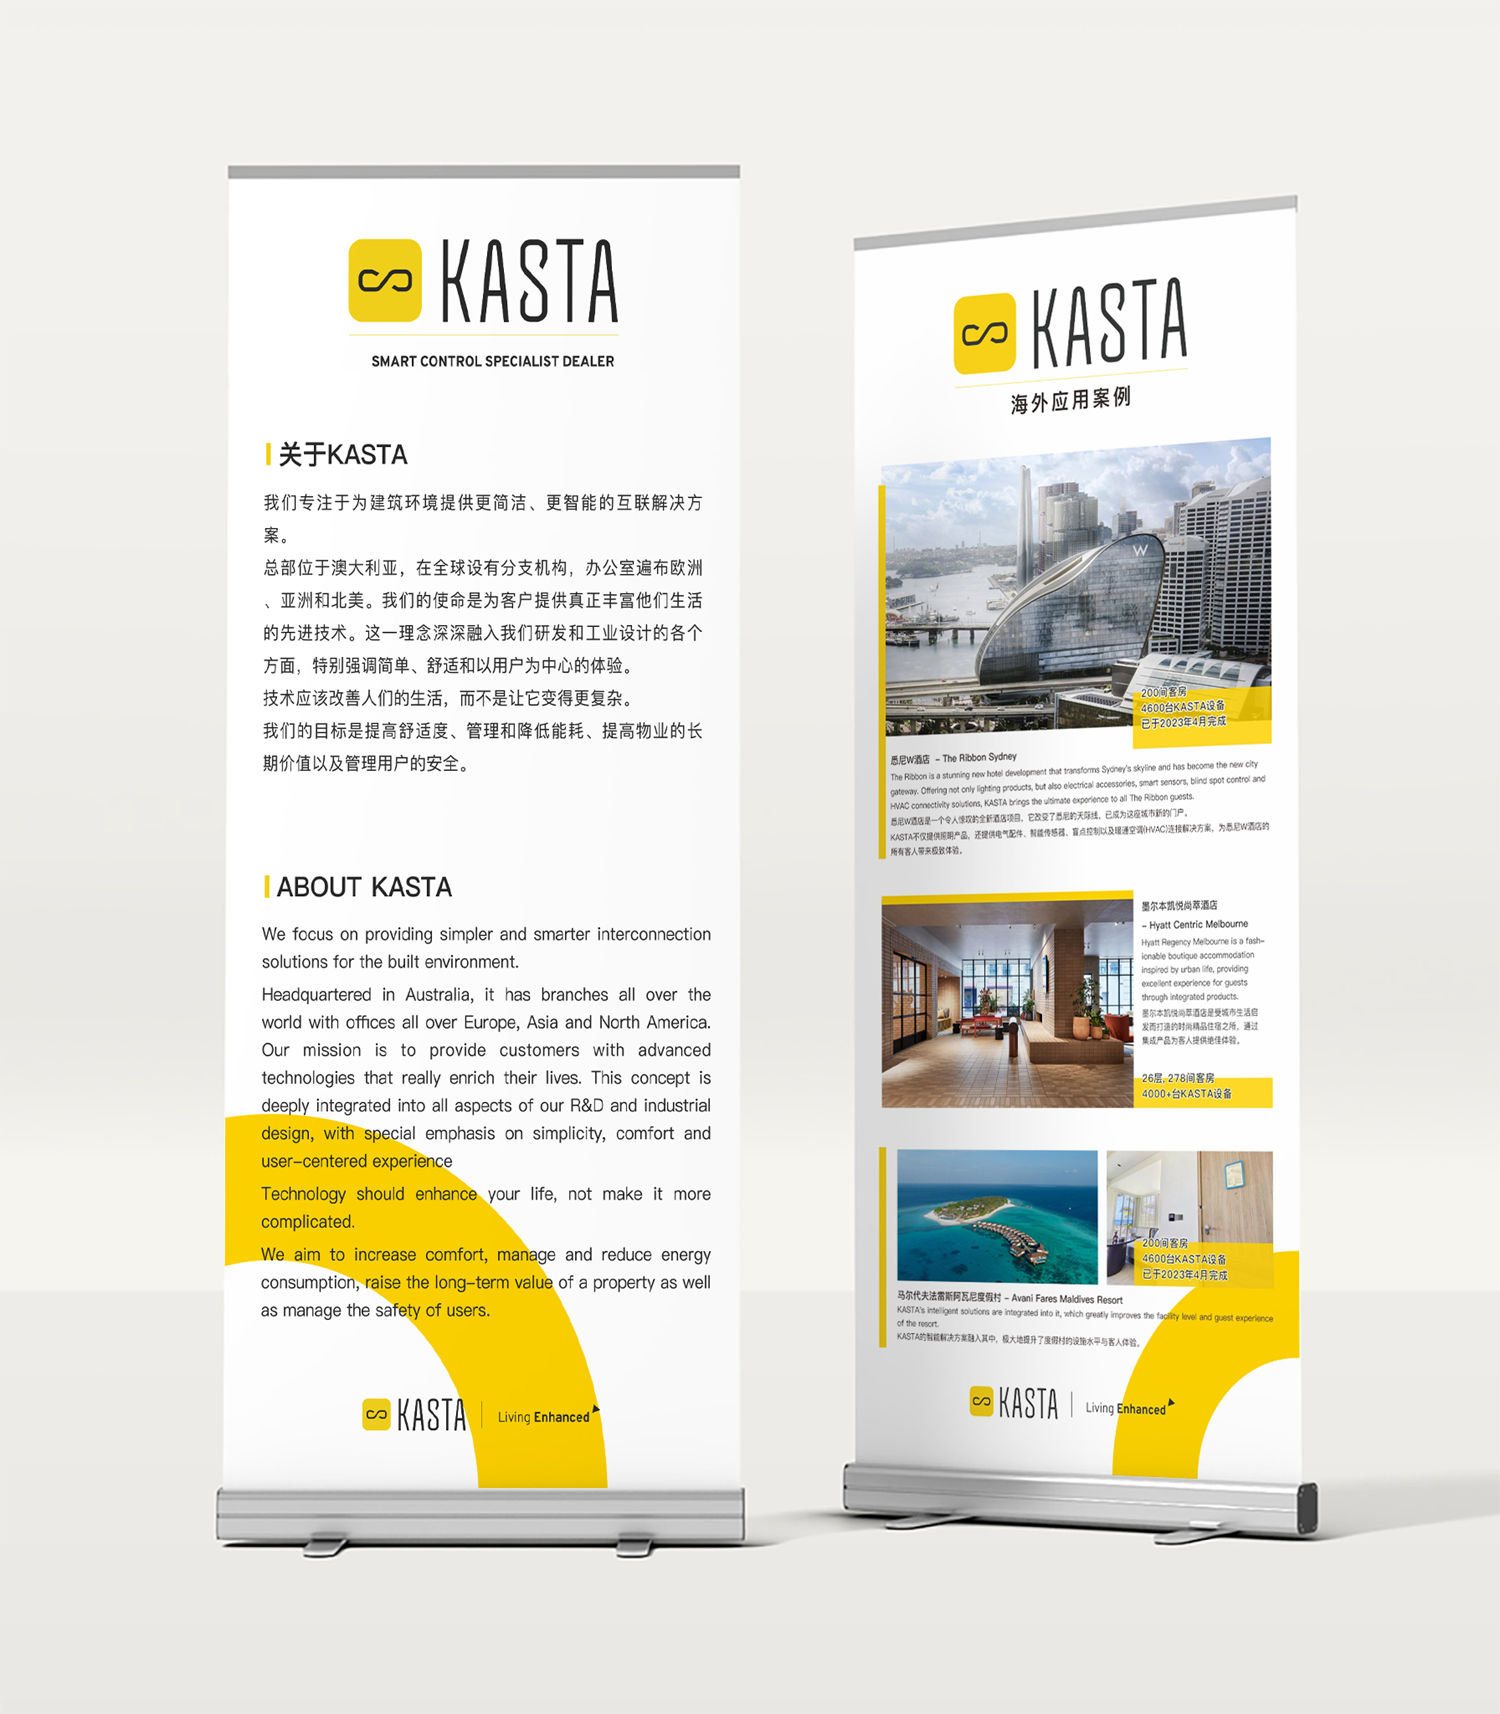 KASTA
SMART CONTROL SPECIALIST DEALER
关于KASTA
我们专注于为建筑环境提供更简洁、更智能的互联解决方
案。
总部位于澳大利亚，在全球设有分支机构，办公室遍布欧洲
、亚洲和北美。我们的使命是为客户提供真正丰富他们生活
的先进技术。这一理念深深融入我们研发和工业设计的各个
方面，特别强调简单、舒适和以用户为中心的体验。
技术应该改善人们的生活，而不是让它变得更复杂。
我们的目标是提高舒适度、管理和降低能耗、提高物业的长
期价值以及管理用户的安全。
ABOUT KASTA
We focus on providing simpler and smarter interconnection
solutions for the built environment.
Headquartered in Australia, it has branches all over the
world with offices all over Europe, Asia and North America.
Our mission is to provide customers with advanced
technologies that really enrich their lives. This concept is
deeply integrated into all aspects of our R&D and industrial
design, with special emphasis on simplicity, comfort and
user-centered experience
Technology should enhance your life, not make it more
complicated.
We aim to increase comfort, manage and reduce energy
consumption, raise the long-term value of a property as well
as manage the safety of users.
KASTA | Living Enhanced
KASTA
海外应用案例
W
200间客房
4600台KASTA设备
已于2023年4月完成
悉尼W酒店 - The Ribbon Sydney
The Ribbon is a stunning new hotel development that transforms Sydney's skyline and has become the new city
gateway. Offering not only lighting products, but also electrical accessories, smart sensors, blind spot control and
HVAC connectivity solutions, KASTA brings the ultimate experience to all The Ribbon guests.
悉尼W酒店是一个令人惊叹的全新酒店项目，它改变了悉尼的天际线，已成为这座城市新的门户。
KASTA不仅提供照明产品，还提供电气配件、智能传感器、盲点控制以及暖通空调(HVAC)连接解决方案，为悉尼W酒店的
所有客人带来极致体验。
墨尔本凯悦尚萃酒店
- Hyatt Centric Melbourne
Hyatt Regency Melbourne is a fash-
ionable boutique accommodation
inspired by urban life, providing
excellent experience for guests
through integrated products.
墨尔本凯悦尚萃酒店是受城市生活启
发而打造的时尚精品住宿之所，通过
集成产品为客人提供绝佳体验。
26层, 278间客房
4000+台KASTA设备
200间客房
4600台KASTA设备
已于2023年4月完成
马尔代夫法雷斯阿瓦尼度假村 - Avani Fares Maldives Resort
KASTA's intelligent solutions are integrated into it, which greatly improves the facility level and guest experience
of the resort.
KASTA的智能解决方案融入其中，极大地提升了度假村的设施水平与客人体验。
KASTA | Living Enhanced